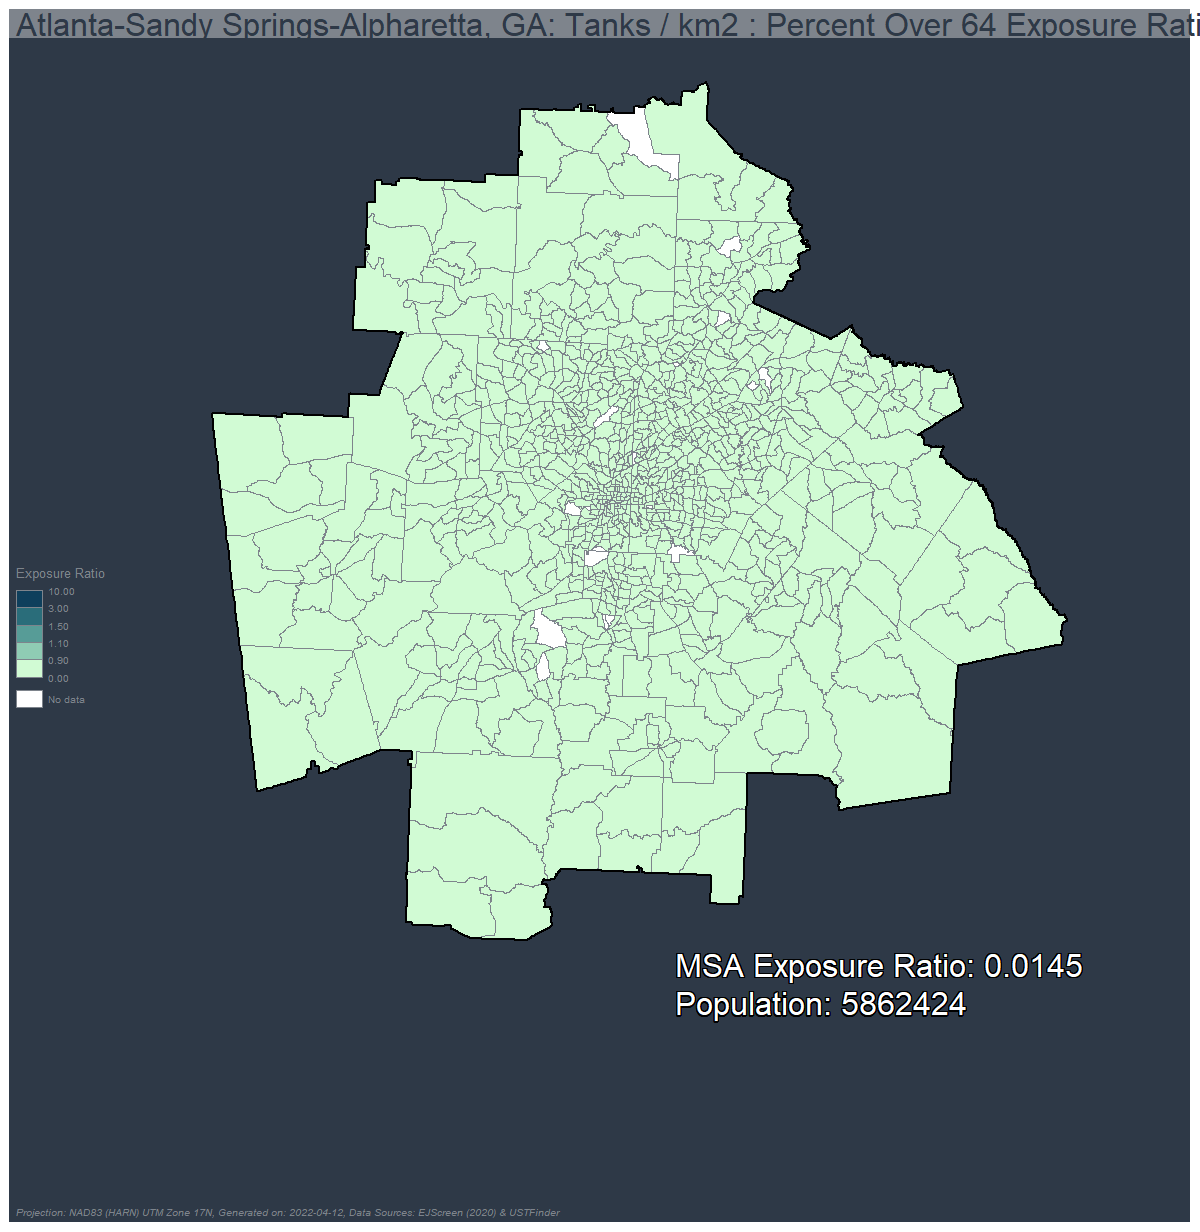 Atlanta-Sandy Springs-Alpharetta, GA: Tanks / km2 : Percent Over 64 Exposure Rati
Exposure Ratio
10.00
3.00
1.50
1.10
0.90
0.00
No data
MSA Exposure Ratio: 0.0145
Population: 5862424
Projection: NAD83 (HARN) UTM Zone 17N, Generated on: 2022-04-12, Data Sources: EJScreen (2020) & USTFinder